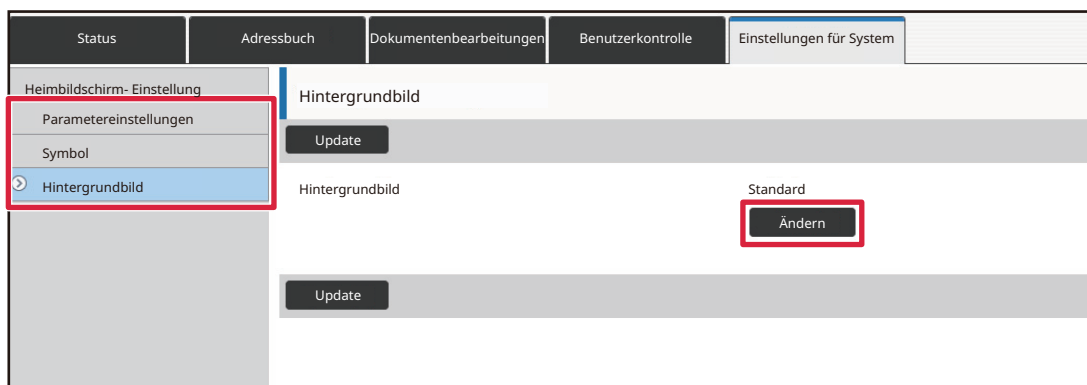 Status Adressbuch Dokumentenbearbeitungen Benutzerkontrolle Einstellungen für System
Heimbildschirm- Einstellung
Parametereinstellungen
Symbol
Hintergrundbild
Hintergrundbild
Update
Hintergrundbild Standard
Ändern
Update